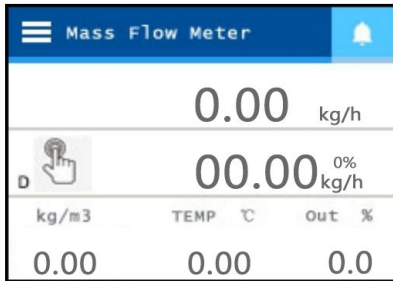 Mass Flow Meter
0.00 kg/h
D 00.00 0% kg/h
kg/m3 TEMP ℃ Out %
0.00 0.00 0.0